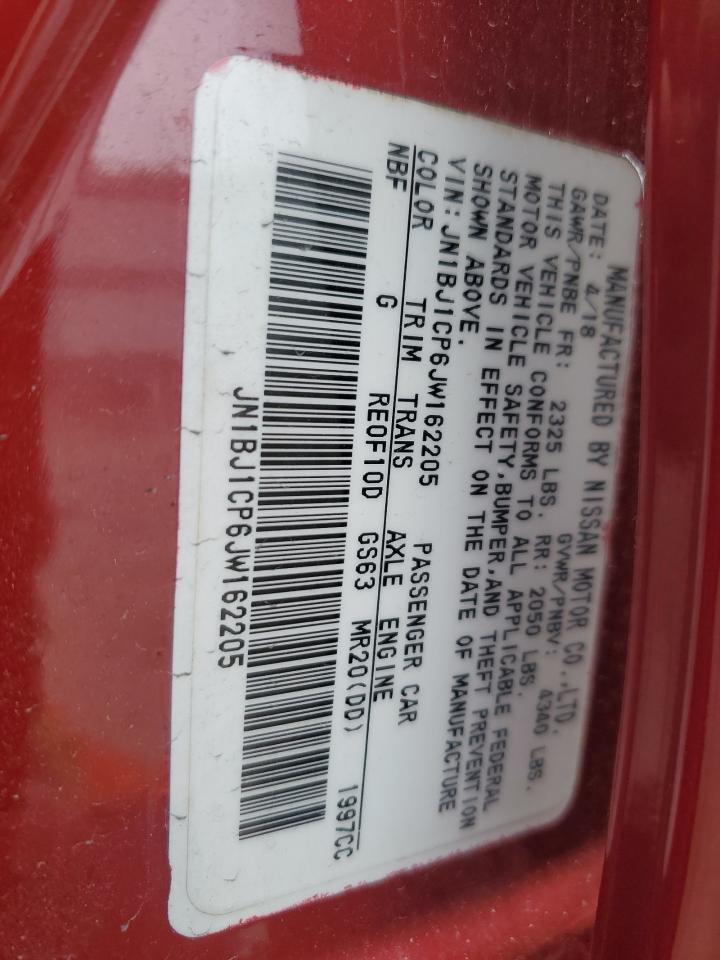 MANUFACTURED BY NISSAN MOTOR CO.,LTD.
DATE: 4/18 GVWR/PNBV: 4340 LBS.
GAWR/PNBE FR: 2325 LBS. RR: 2050 LBS.
THIS VEHICLE CONFORMS TO ALL APPLICABLE FEDERAL
MOTOR VEHICLE SAFETY,BUMPER,AND THEFT PREVENTION
STANDARDS IN EFFECT ON THE DATE OF MANUFACTURE
SHOWN ABOVE.
VIN:JN1BJ1CP6JW162205 PASSENGER CAR
COLOR TRIM TRANS AXLE ENGINE
NBF G RE0F10D GS63 MR20(DD) 1997CC
JN1BJ1CP6JW162205